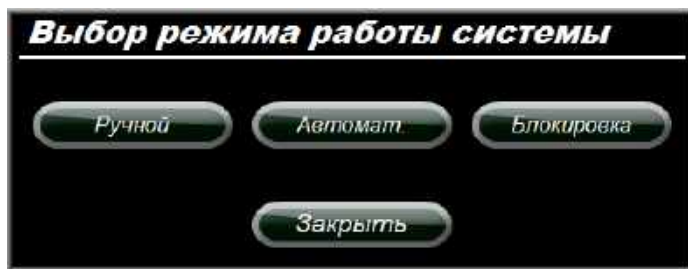 Выбор режима работы системы
Ручной Автомат. Блокировка
Закрыть